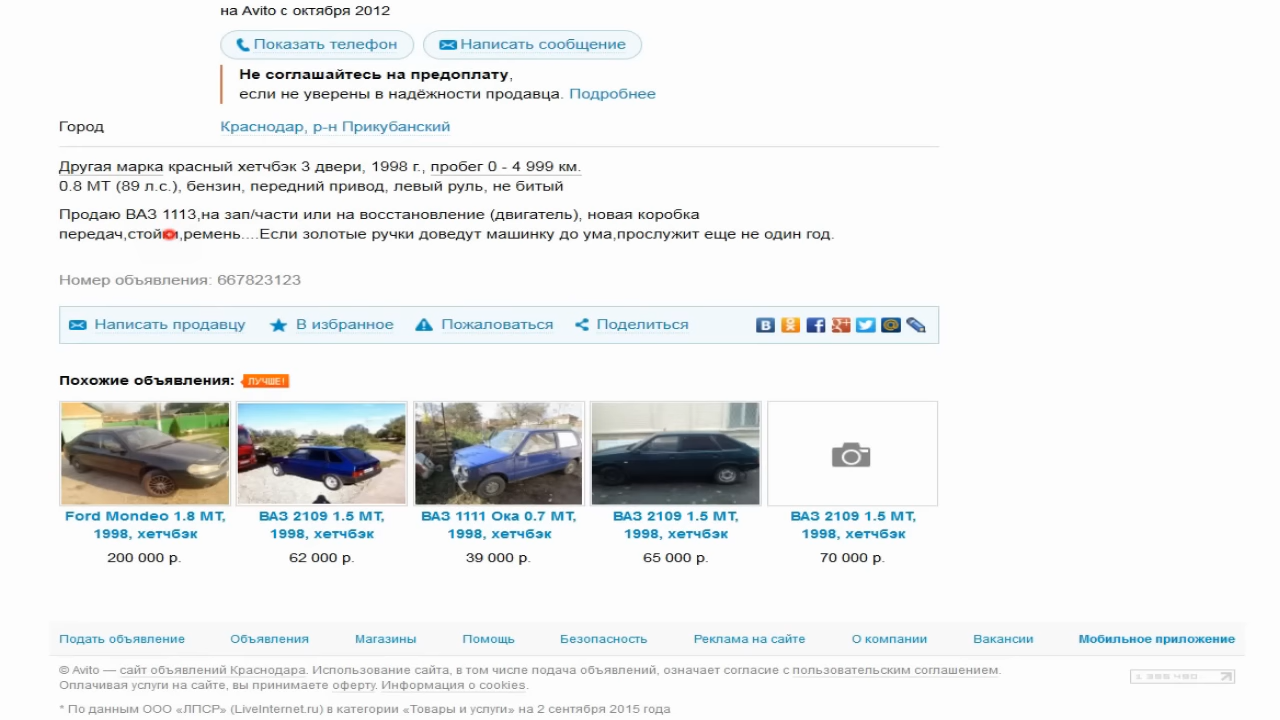 на Avito с октября 2012
Показать телефон Написать сообщение
Не соглашайтесь на предоплату,
если не уверены в надёжности продавца. Подробнее
Город Краснодар, р-н Прикубанский
Другая марка красный хетчбэк 3 двери, 1998 г., пробег 0 - 4 999 км.
0.8 МТ (89 л.с.), бензин, передний привод, левый руль, не битый
Продаю ВАЗ 1113,на зап/части или на восстановление (двигатель), новая коробка
передач,стойки,ремень....Если золотые ручки доведут машинку до ума,прослужит еще не один год.
Номер объявления: 667823123
Написать продавцу В избранное Пожаловаться Поделиться
Похожие объявления: ЛУЧШЕ!
Ford Mondeo 1.8 MT, ВАЗ 2109 1.5 МТ, ВАЗ 1111 Ока 0.7 МТ, ВАЗ 2109 1.5 МТ, ВАЗ 2109 1.5 МТ,
1998, хетчбэк 1998, хетчбэк 1998, хетчбэк 1998, хетчбэк 1998, хетчбэк
200 000 р. 62 000 р. 39 000 р. 65 000 р. 70 000 р.
Подать объявление Объявления Магазины Помощь Безопасность Реклама на сайте О компании Вакансии Мобильное приложение
© Avito — сайт объявлений Краснодара. Использование сайта, в том числе подача объявлений, означает согласие с пользовательским соглашением.
Оплачивая услуги на сайте, вы принимаете оферту. Информация о cookies.
* По данным ООО «ЛПСР» (LiveInternet.ru) в категории «Товары и услуги» на 2 сентября 2015 года